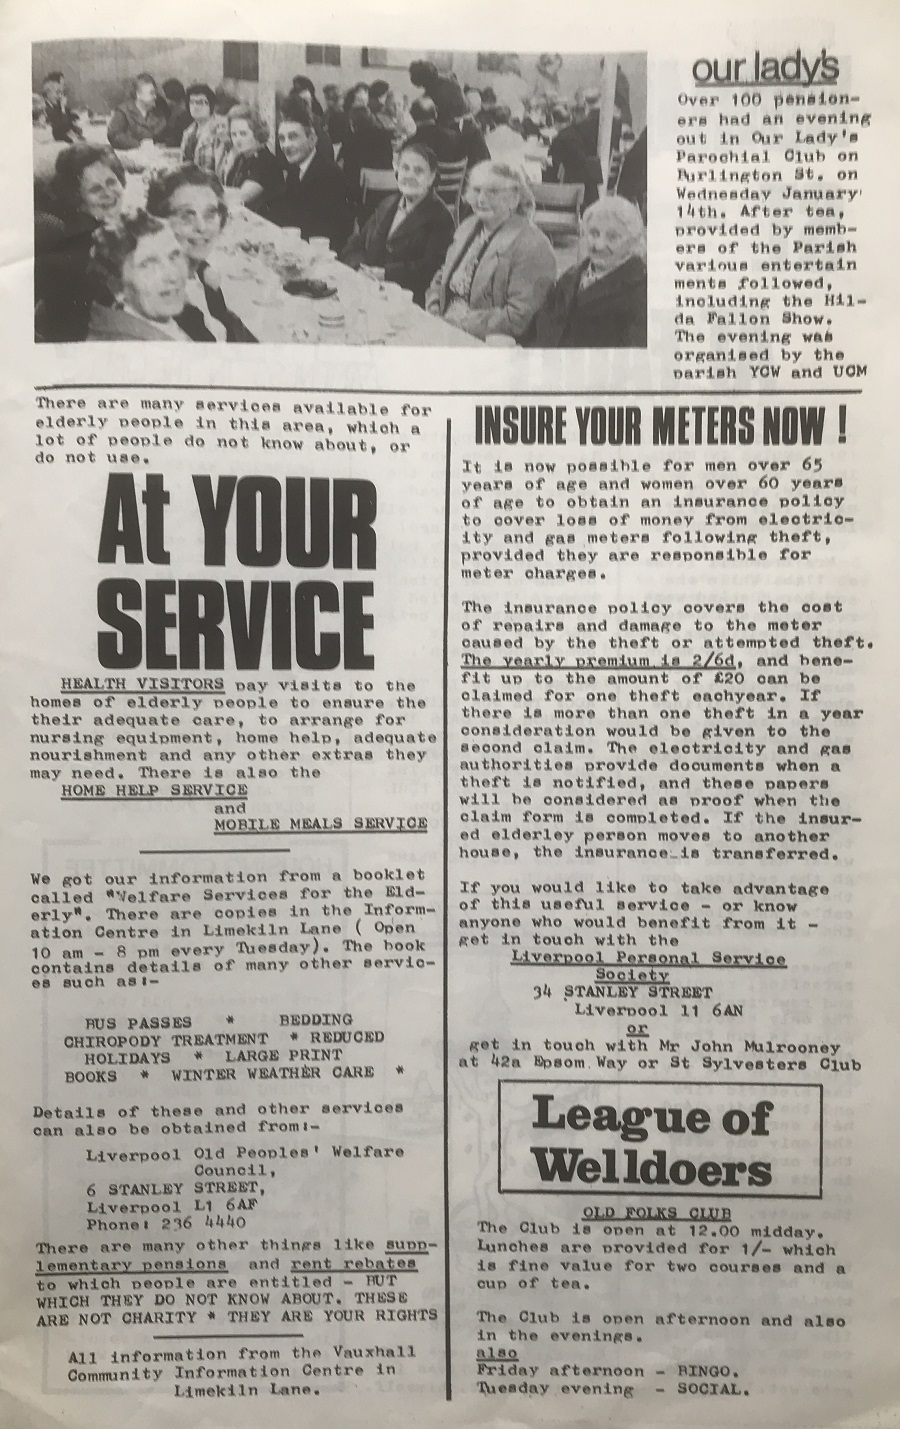 our lady's
Over 100 pension-
ers had an evening
out in Our Lady's
Parochial Club on
Burlington St. on
Wednesday January
14th. After tea,
provided by memb-
ers of the Parish
various entertain
ments followed,
including the Hil-
da Fallon Show.
The evening was
organised by the
parish YCW and UCM
There are many services available for
elderly people in this area, which a
lot of people do not know about, or
do not use.
At YOUR
SERVICE
HEALTH VISITORS pay visits to the
homes of elderly people to ensure the
their adequate care, to arrange for
nursing equipment, home help, adequate
nourishment and any other extras they
may need. There is also the
HOME HELP SERVICE
and
MOBILE MEALS SERVICE
We got our information from a booklet
called "Welfare Services for the Eld-
erly". There are copies in the Inform-
ation Centre in Limekiln Lane ( Open
10 am - 8 pm every Tuesday). The book
contains details of many other servic-
es such as:-
BUS PASSES * BEDDING
CHIROPODY TREATMENT * REDUCED
HOLIDAYS * LARGE PRINT
BOOKS * WINTER WEATHER CARE *
Details of these and other services
can also be obtained from:-
Liverpool Old Peoples' Welfare
Council,
6 STANLEY STREET,
Liverpool L1 6AF
Phone: 236 4440
There are many other things like supp-
lementary pensions and rent rebates
to which people are entitled - BUT
WHICH THEY DO NOT KNOW ABOUT. THESE
ARE NOT CHARITY * THEY ARE YOUR RIGHTS
All information from the Vauxhall
Community Information Centre in
Limekiln Lane.
INSURE YOUR METERS NOW !
It is now possible for men over 65
years of age and women over 60 years
of age to obtain an insurance policy
to cover loss of money from electric-
ity and gas meters following theft,
provided they are responsible for
meter charges.
The insurance policy covers the cost
of repairs and damage to the meter
caused by the theft or attempted theft.
The yearly premium is 2/6d, and bene-
fit up to the amount of £20 can be
claimed for one theft eachyear. If
there is more than one theft in a year
consideration would be given to the
second claim. The electricity and gas
authorities provide documents when a
theft is notified, and these papers
will be considered as proof when the
claim form is completed. If the insur-
ed elderley person moves to another
house, the insurance is transferred.
If you would like to take advantage
of this useful service - or know
anyone who would benefit from it -
get in touch with the
Liverpool Personal Service
Society
34 STANLEY STREET
Liverpool 11 6AN
or
get in touch with Mr John Mulrooney
at 42a Epsom Way or St Sylvesters Club
League of
Welldoers
OLD FOLKS CLUB
The Club is open at 12.00 midday.
Lunches are provided for 1/- which
is fine value for two courses and a
cup of tea.
The Club is open afternoon and also
in the evenings.
also
Friday afternoon - BINGO.
Tuesday evening - SOCIAL.